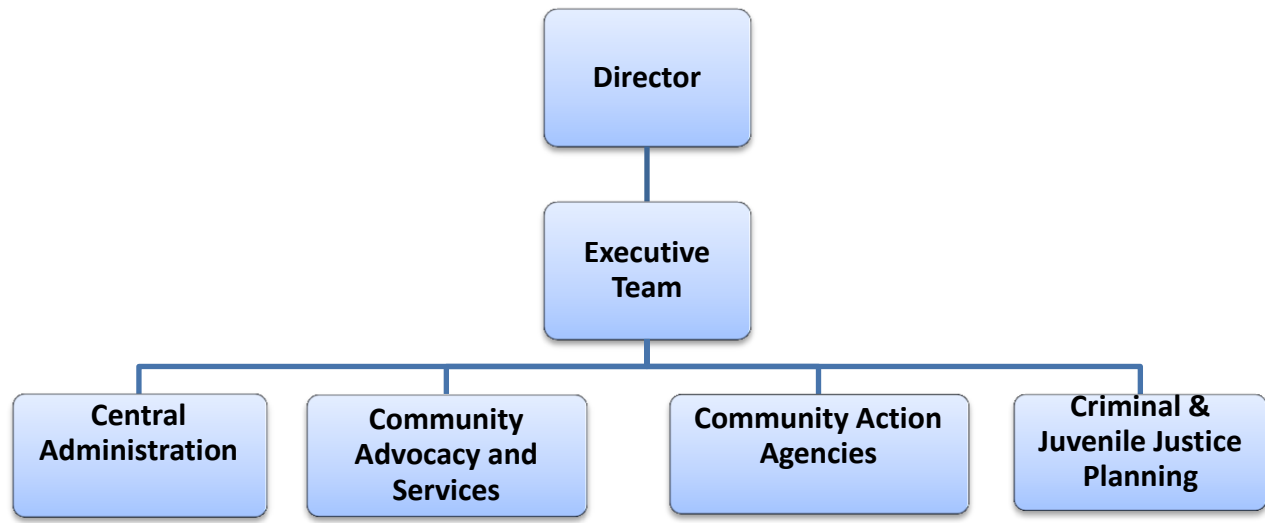 Director
Executive
Team
Central
Administration
Community
Advocacy and
Services
Community Action
Agencies
Criminal &
Juvenile Justice
Planning